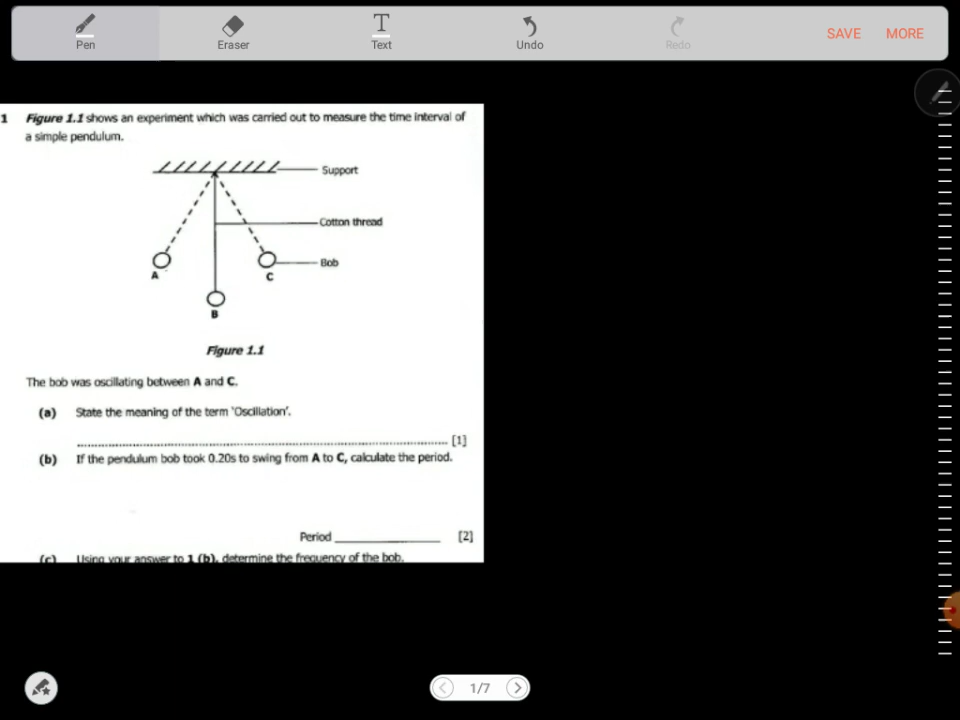 Pen
Eraser
Text
Undo
Redo
SAVE
MORE
1 Figure 1.1 shows an experiment which was carried out to measure the time interval of
a simple pendulum.
Support
Cotton thread
Bob
A
C
B
Figure 1.1
The bob was oscillating between A and C.
(a) State the meaning of the term 'Oscillation'.
[1]
(b) If the pendulum bob took 0.20s to swing from A to C, calculate the period.
Period [2]
(c) Using your answer to 1 (b), determine the frequency of the bob.
1/7